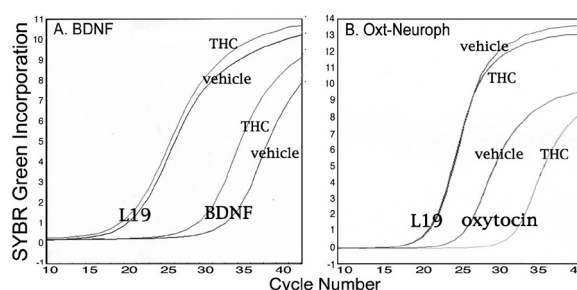 A. BDNF
B. Oxt-Neuroph
SYBR Green Incorporation
11
10
9
8
7
6
5
4
3
2
1
0
-1
THC
vehicle
THC
vehicle
L19
BDNF
10 15 20 25 30 35 40
14
13
12
11
10
9
8
7
6
5
4
3
2
1
0
-1
vehicle
THC
vehicle
THC
L19 oxytocin
10 15 20 25 30 35 40
Cycle Number